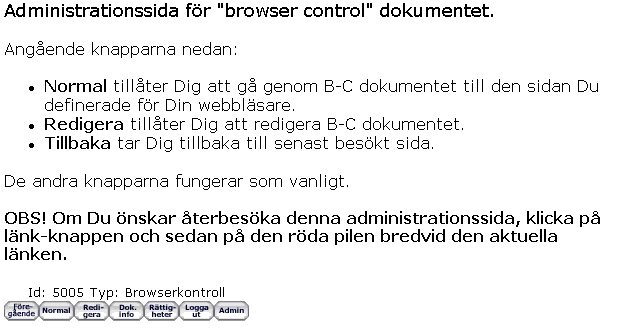 Administrationssida för "browser control" dokumentet.
Angående knapparna nedan:
Normal tillåter Dig att gå genom B-C dokumentet till den sidan Du
definerade för Din webbläsare.
Redigera tillåter Dig att redigera B-C dokumentet.
Tillbaka tar Dig tillbaka till senast besökt sida.
De andra knapparna fungerar som vanligt.
OBS! Om Du önskar återbesöka denna administrationssida, klicka på
länk-knappen och sedan på den röda pilen bredvid den aktuella
länken.
Id: 5005 Typ: Browserkontroll
Före-
gående
Normal
Redi-
gera
Dok.
info
Rättig-
heter
Logga
ut
Admin